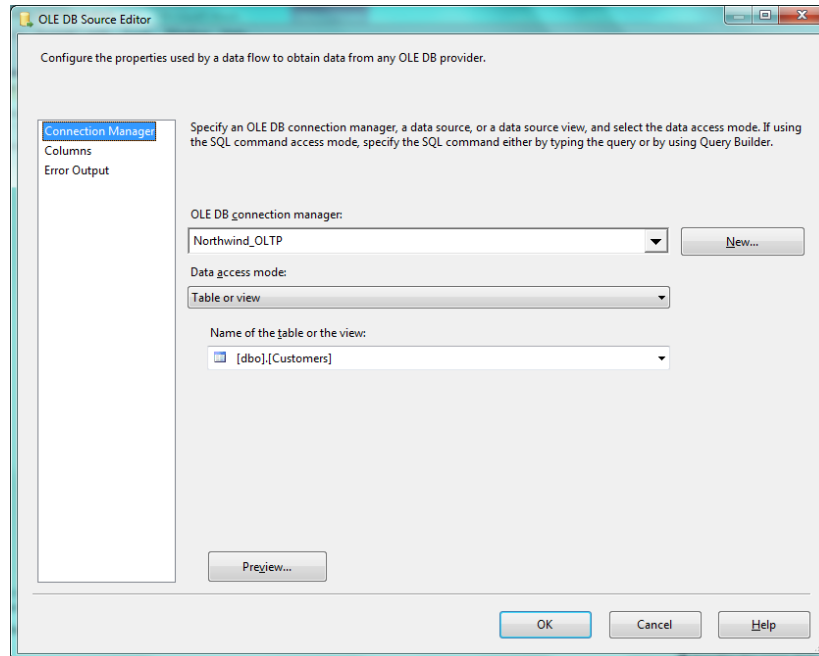 OLE DB Source Editor
Configure the properties used by a data flow to obtain data from any OLE DB provider.
Connection Manager
Columns
Error Output
Specify an OLE DB connection manager, a data source, or a data source view, and select the data access mode. If using
the SQL command access mode, specify the SQL command either by typing the query or by using Query Builder.
OLE DB connection manager:
Northwind_OLTP
New...
Data access mode:
Table or view
Name of the table or the view:
[dbo].[Customers]
Preview...
OK
Cancel
Help